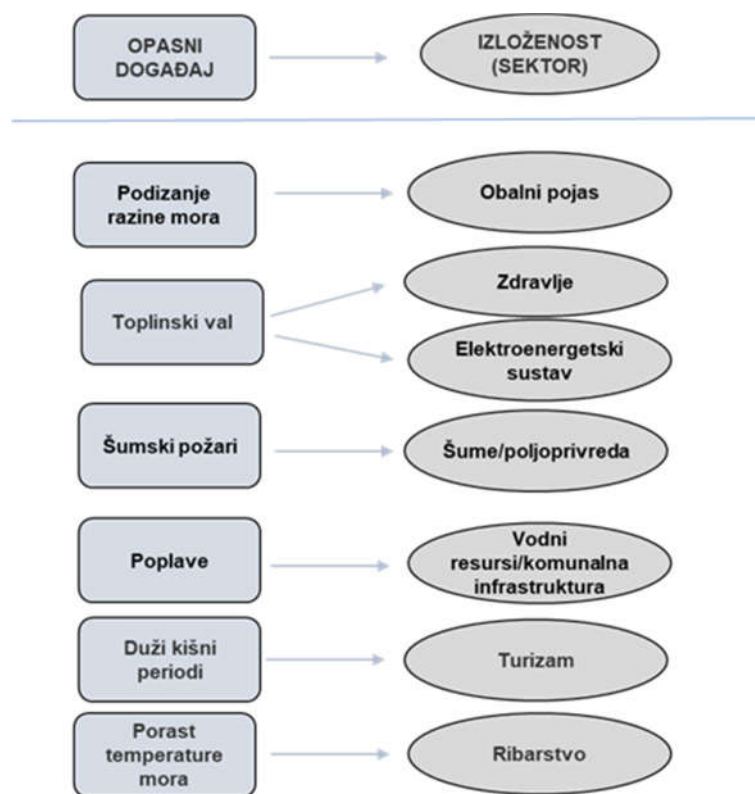 OPASNI
DOGAĐAJ
IZLOŽENOST
(SEKTOR)
Podizanje
razine mora
Obalni pojas
Toplinski val
Zdravlje
Elektroenergetski
sustav
Šumski požari
Šume/poljoprivreda
Poplave
Vodni
resursi/komunalna
infrastruktura
Duži kišni
periodi
Turizam
Porast
temperature
mora
Ribarstvo